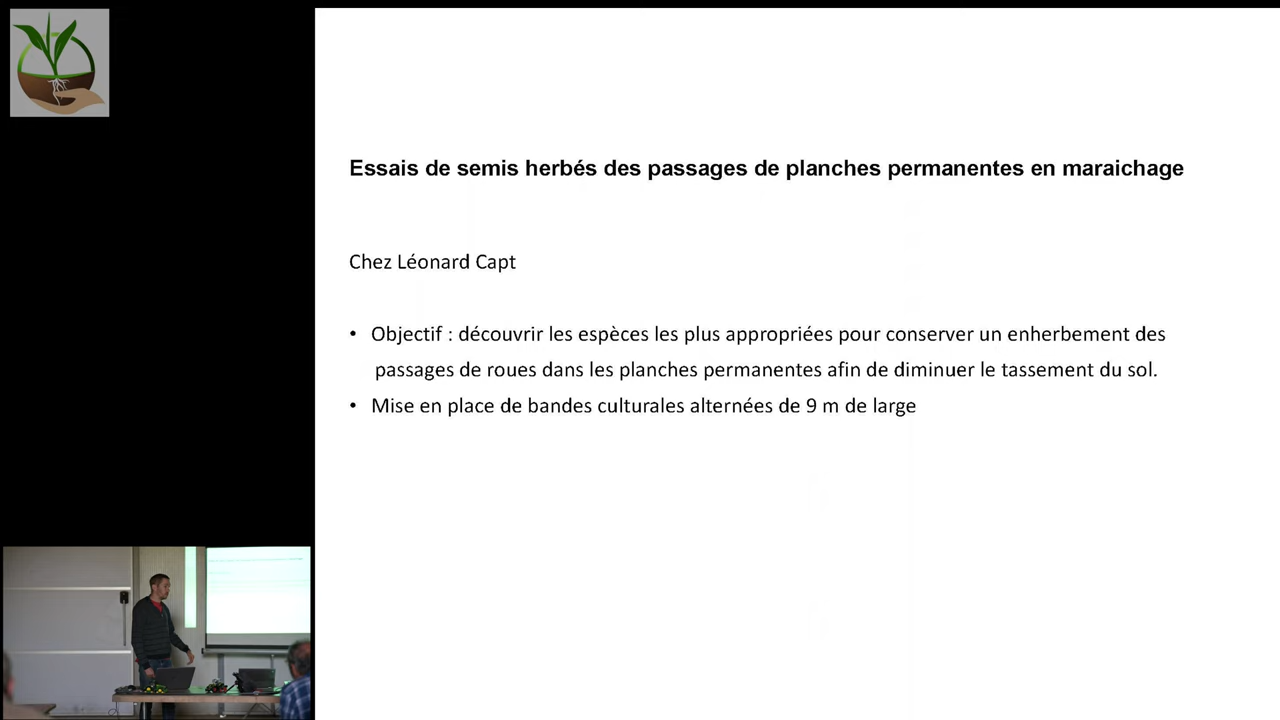 Essais de semis herbés des passages de planches permanentes en maraichage
Chez Léonard Capt
• Objectif : découvrir les espèces les plus appropriées pour conserver un enherbement des
passages de roues dans les planches permanentes afin de diminuer le tassement du sol.
• Mise en place de bandes culturales alternées de 9 m de large